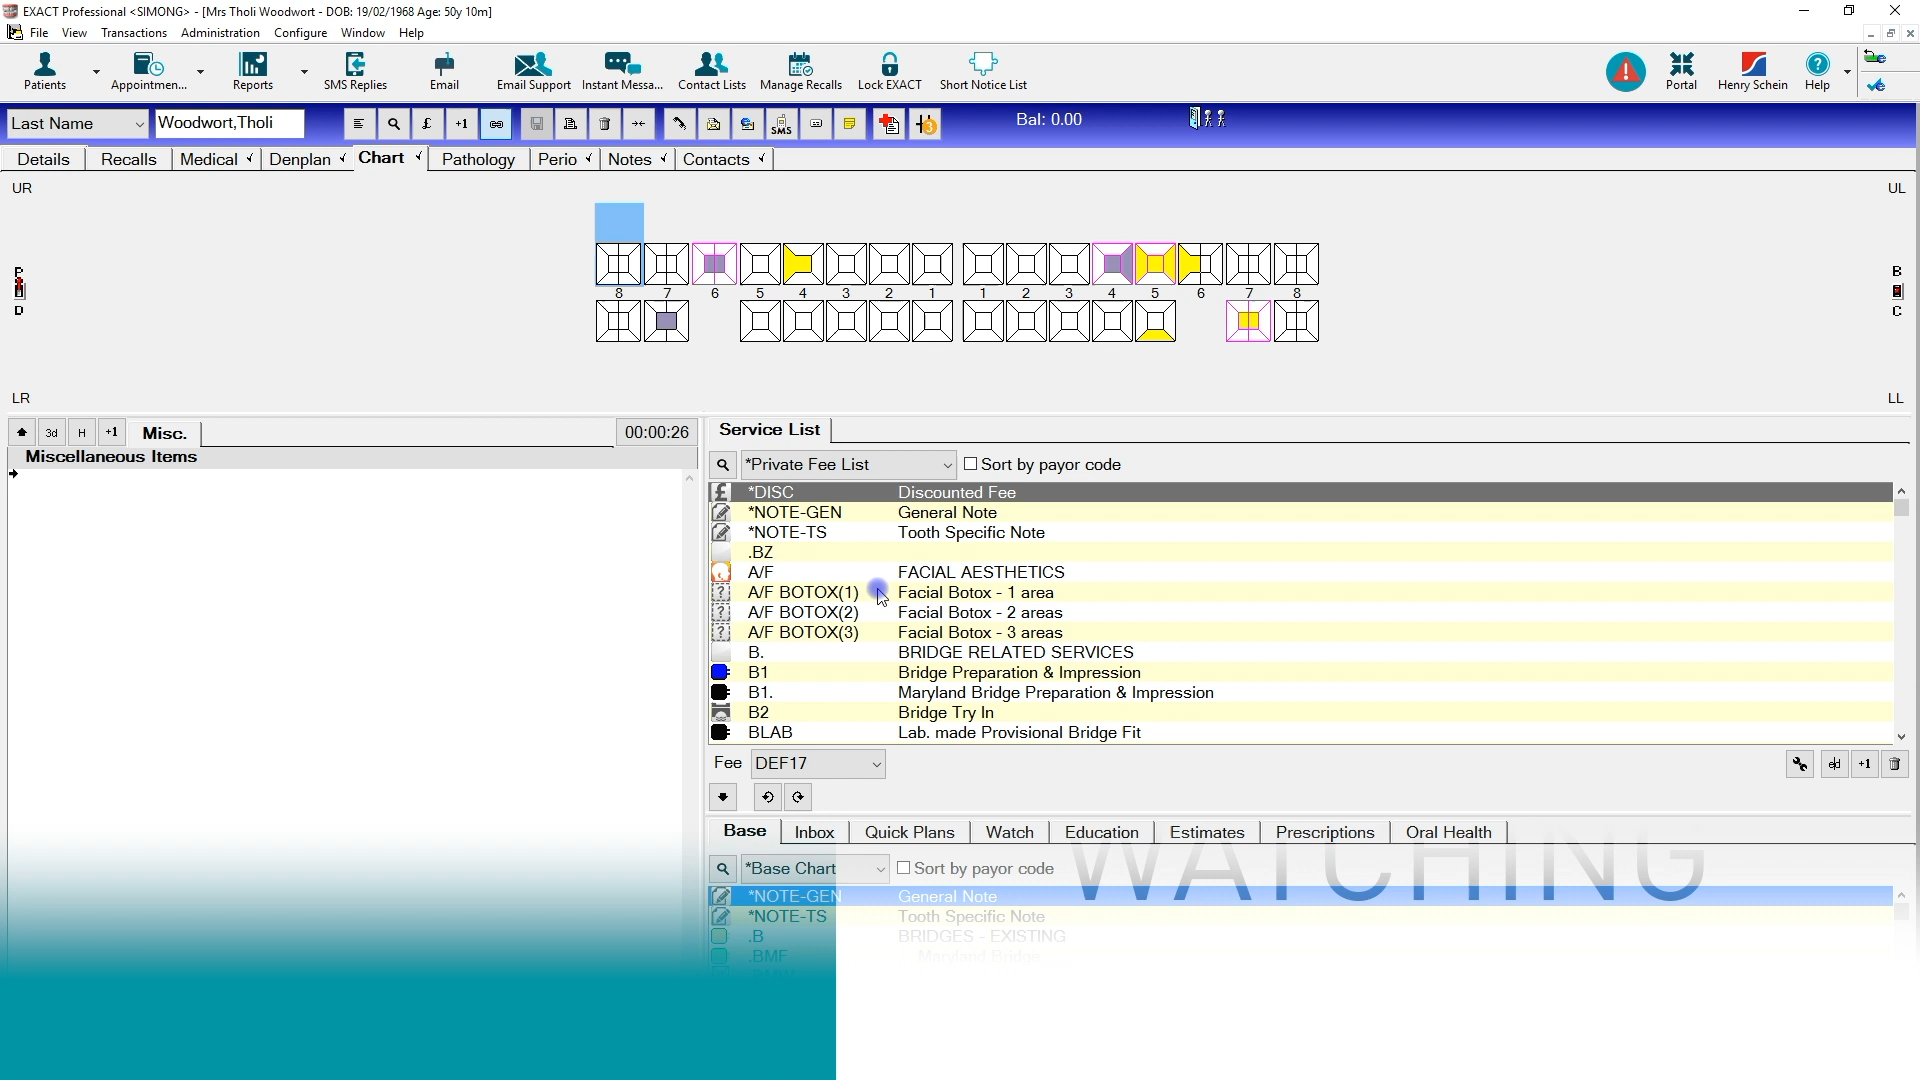 EXACT Professional <SIMONG> - [Mrs Tholi Woodwort - DOB: 19/02/1968 Age: 50y 10m]
File View Transactions Administration Configure Window Help
Patients Appointmen... Reports SMS Replies Email Email Support Instant Messa... Contact Lists Manage Recalls Lock EXACT Short Notice List Portal Henry Schein Help
Last Name Woodwort,Tholi £ +1 SMS 3 Bal: 0.00
Details Recalls Medical Denplan Chart Pathology Perio Notes Contacts
UR UL
8 7 6 5 4 3 2 1 1 2 3 4 5 6 7 8
P B
D C
LR LL
3d H +1 Misc. 00:00:26
Miscellaneous Items
Service List
*Private Fee List Sort by payor code
*DISC Discounted Fee
*NOTE-GEN General Note
*NOTE-TS Tooth Specific Note
.BZ
A/F FACIAL AESTHETICS
A/F BOTOX(1) Facial Botox - 1 area
A/F BOTOX(2) Facial Botox - 2 areas
A/F BOTOX(3) Facial Botox - 3 areas
B. BRIDGE RELATED SERVICES
B1 Bridge Preparation & Impression
B1. Maryland Bridge Preparation & Impression
B2 Bridge Try In
BLAB Lab. made Provisional Bridge Fit
Fee DEF17 +1
Base Inbox Quick Plans Watch Education Estimates Prescriptions Oral Health
*Base Chart Sort by payor code
WATCHING
*NOTE-GEN General Note
*NOTE-TS Tooth Specific Note
.B BRIDGES - EXISTING
.BMF Maryland Bridge